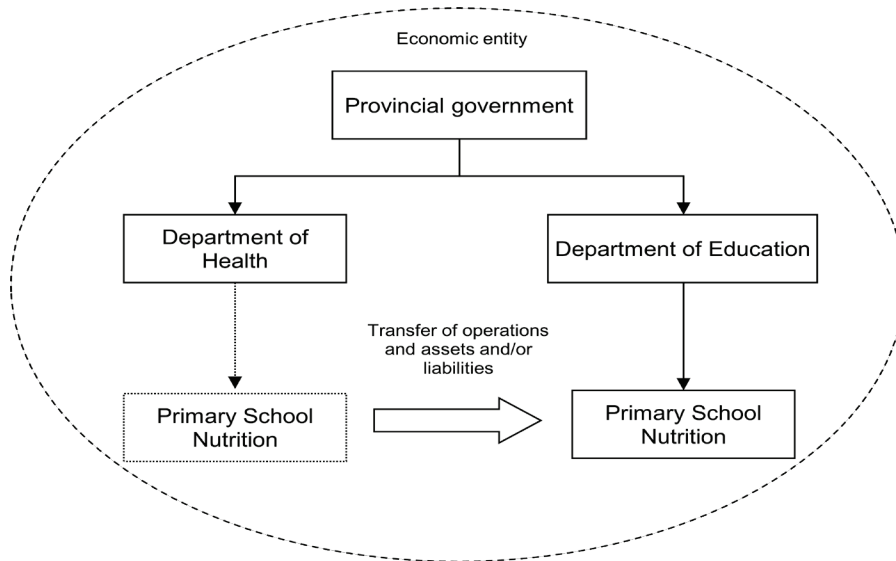 Economic entity
Provincial government
Department of
Health
Department of Education
Transfer of operations
and assets and/or
liabilities
Primary School
Nutrition
Primary School
Nutrition